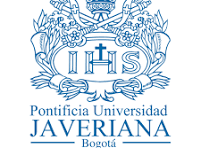 IHS
Pontificia Universidad
JAVERIANA
Bogotá